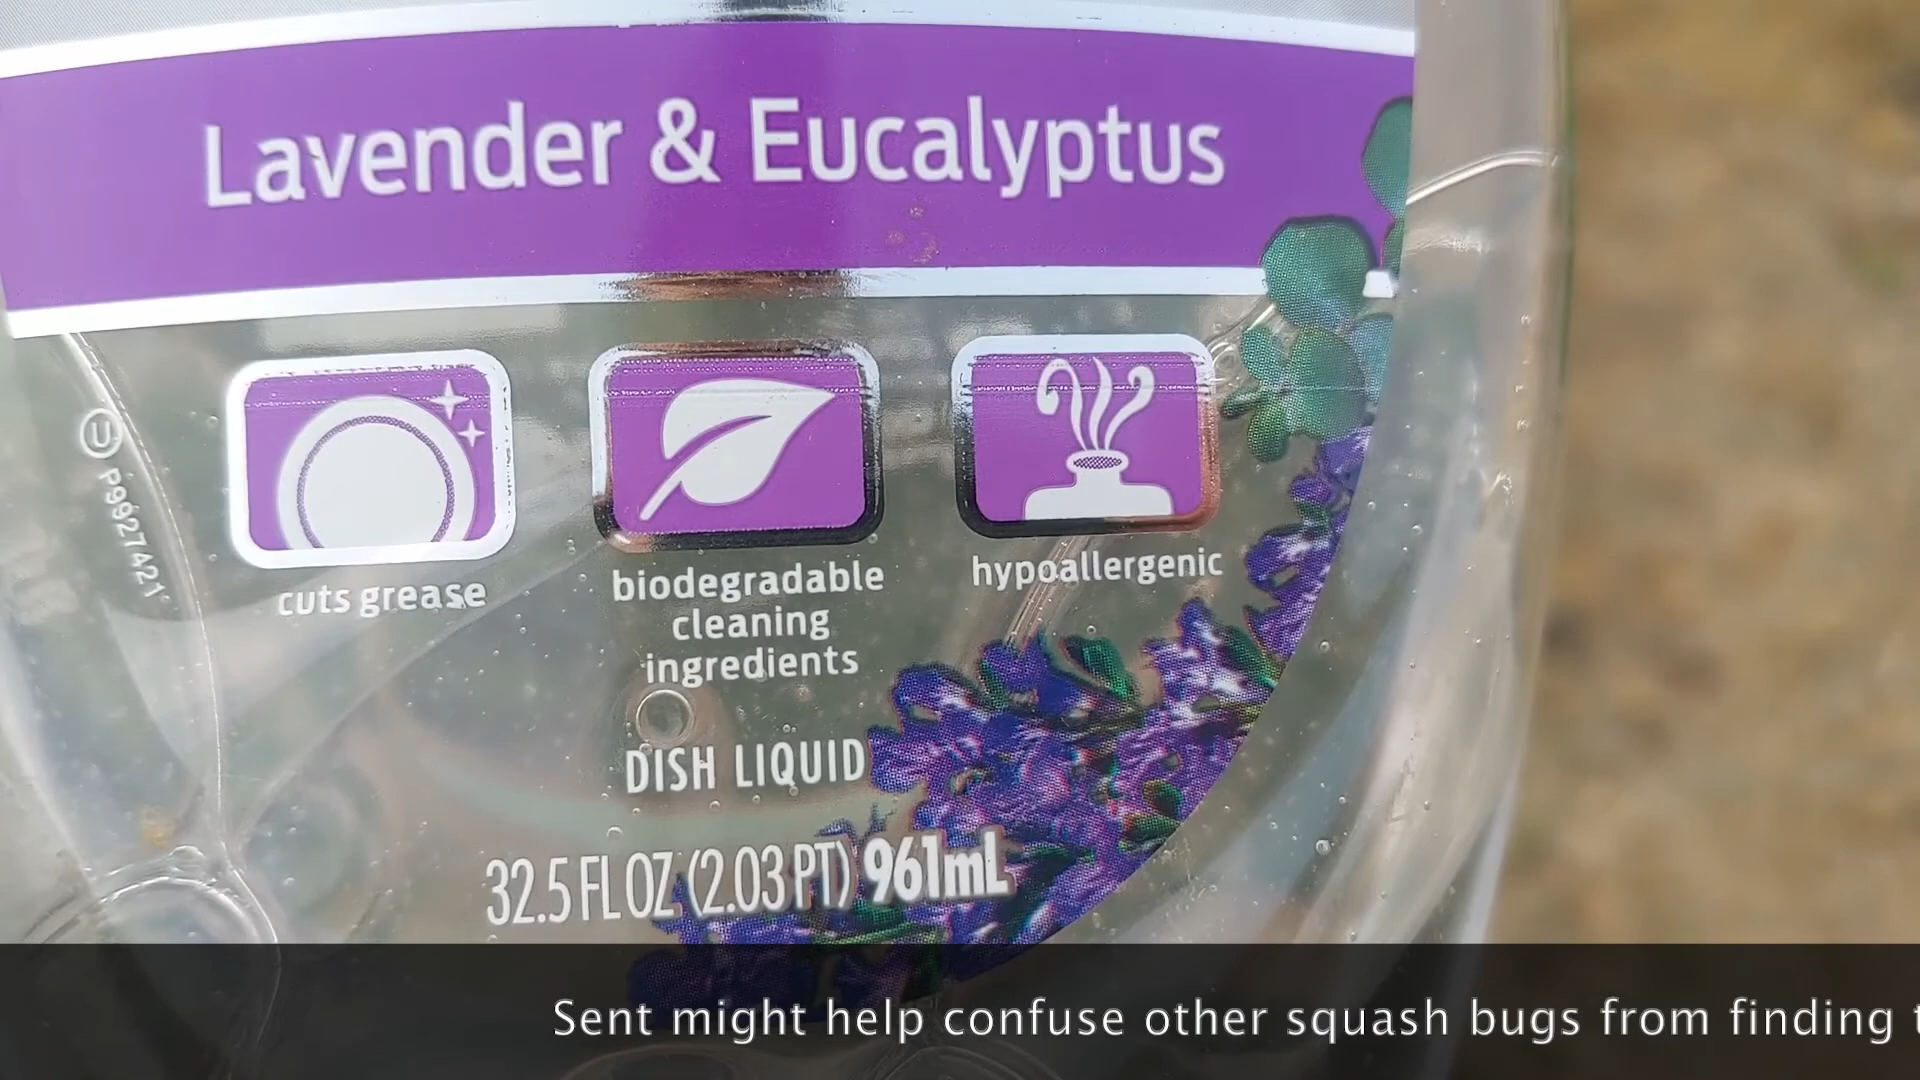 Lavender & Eucalyptus
U P9927421
cuts grease
biodegradable
cleaning
ingredients
hypoallergenic
DISH LIQUID
32.5 FL OZ (2.03 PT) 961mL
Sent might help confuse other squash bugs from finding